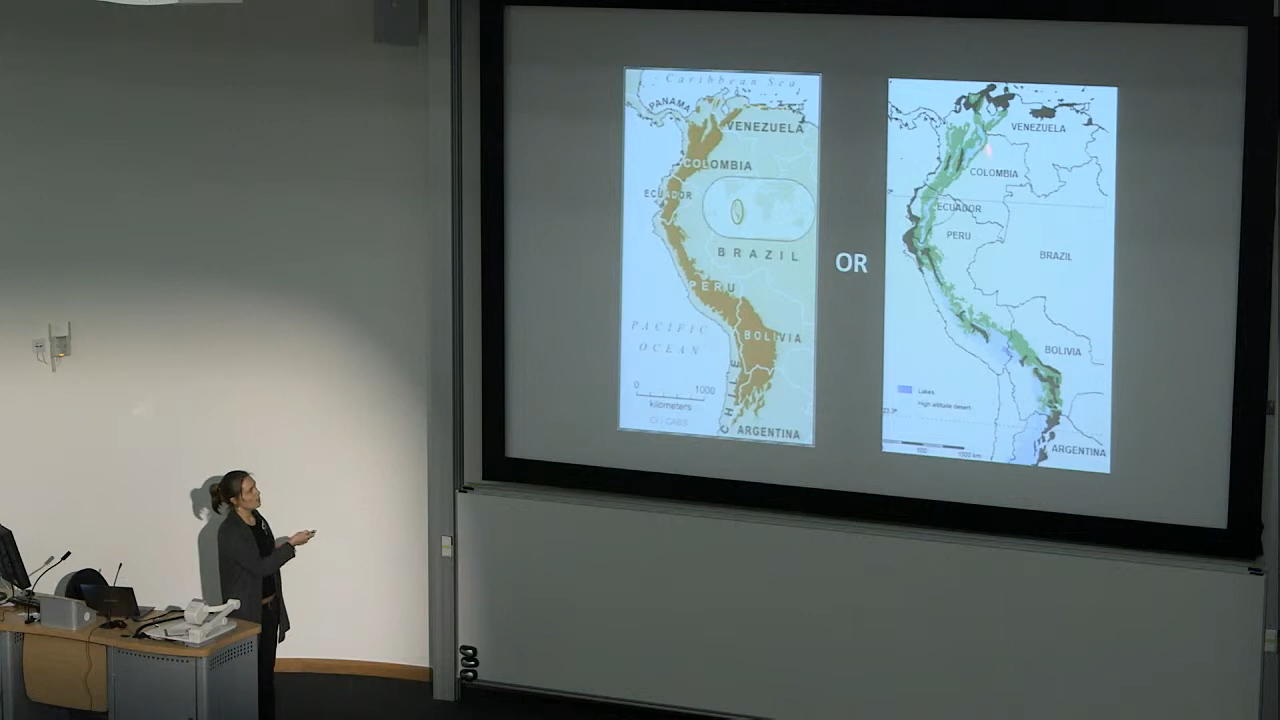 Caribbean Sea
PANAMA
VENEZUELA
COLOMBIA
ECUADOR
BRAZIL
PERU
PACIFIC
OCEAN
BOLIVIA
CHILE
0 1000
kilometers
ARGENTINA
OR
VENEZUELA
COLOMBIA
ECUADOR
PERU
BRAZIL
BOLIVIA
Lakes
High altitude desert
ARGENTINA